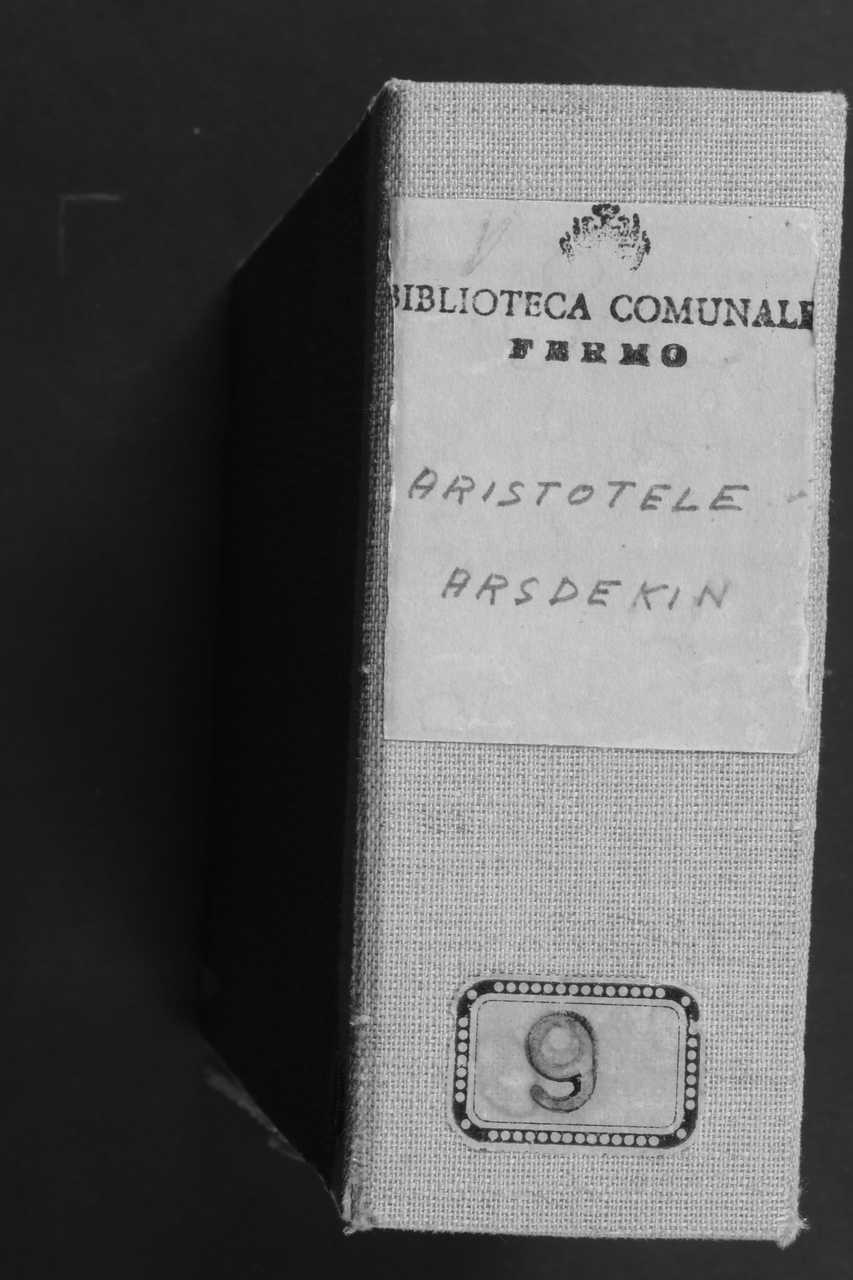 BIBLIOTECA COMUNALE
FERMO
ARISTOTELE
ARSDEKIN
9